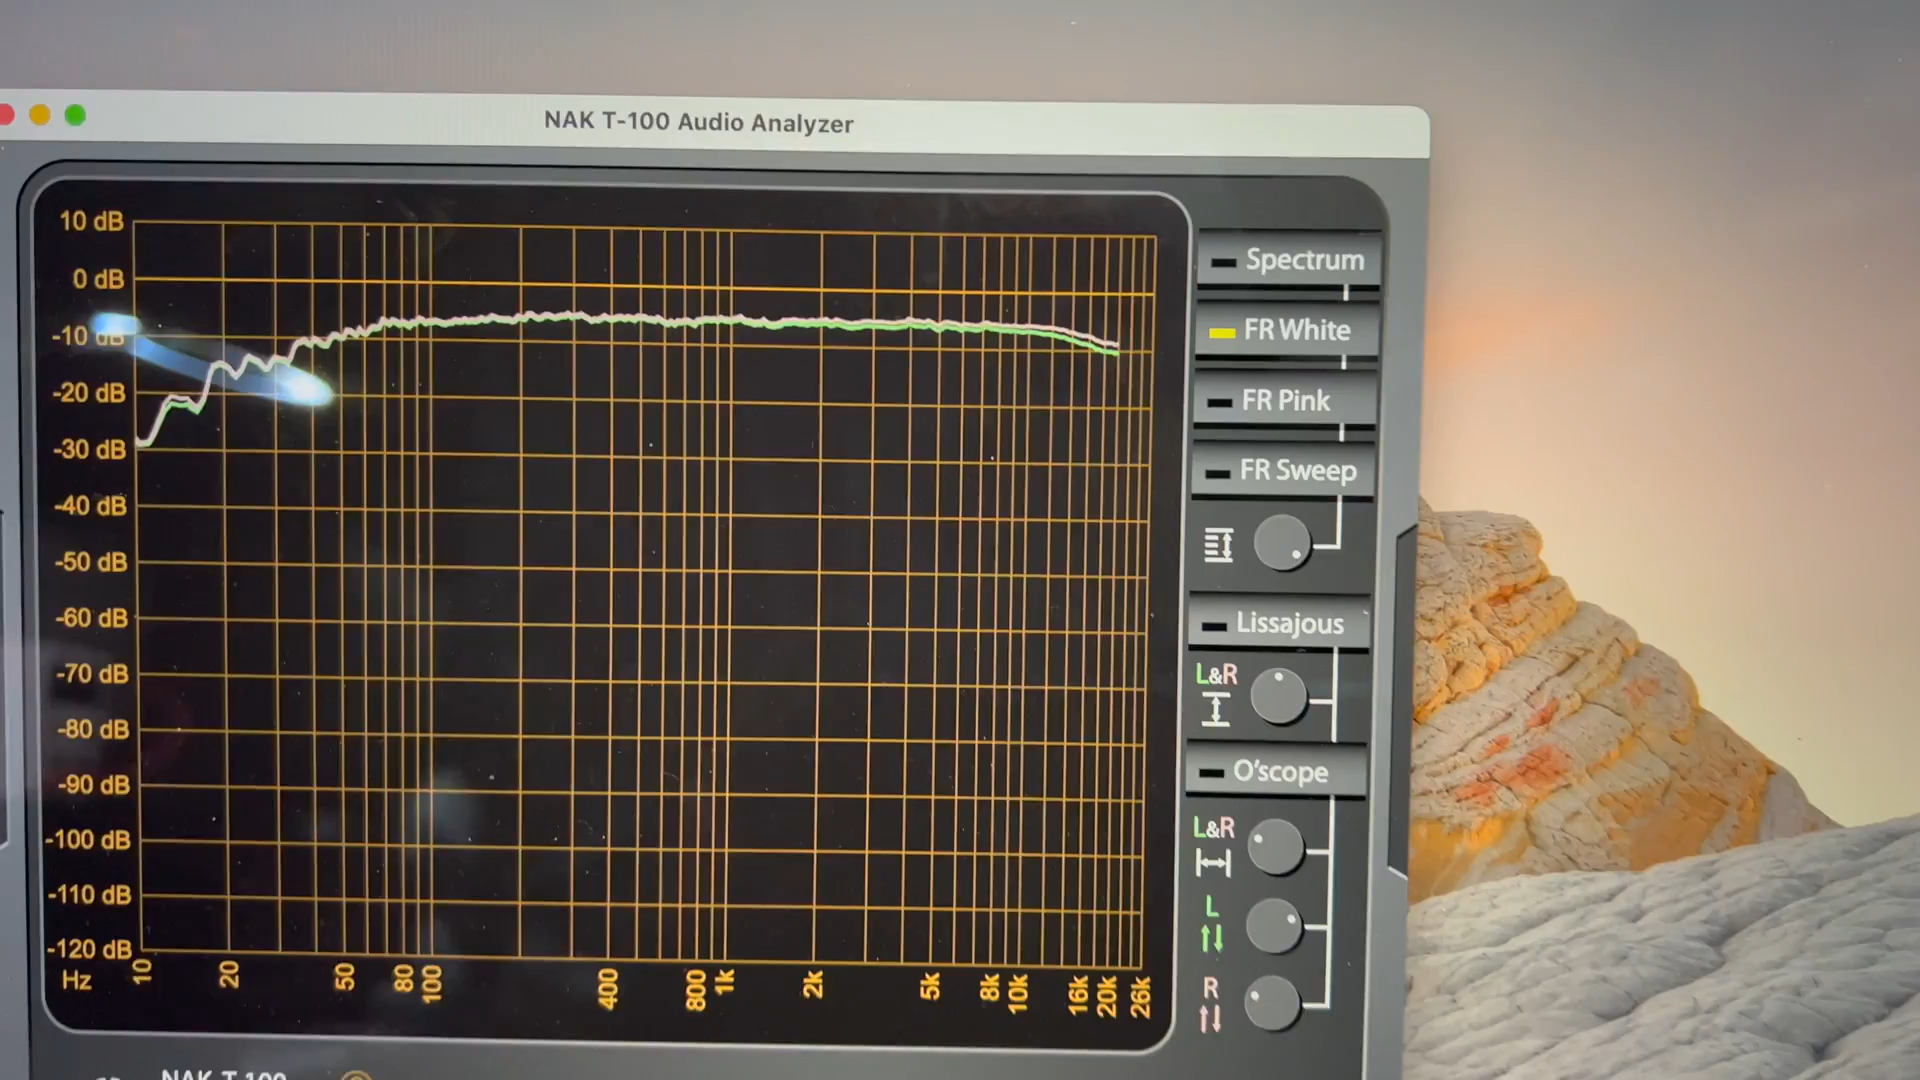 NAK T-100 Audio Analyzer
10 dB
0 dB
-10 dB
-20 dB
-30 dB
-40 dB
-50 dB
-60 dB
-70 dB
-80 dB
-90 dB
-100 dB
-110 dB
-120 dB
Hz 10 20 50 80 100 400 800 1k 2k 5k 8k 10k 16k 20k 26k
Spectrum
FR White
FR Pink
FR Sweep
Lissajous
L&R
O'scope
L&R
L
R
NAK T-100